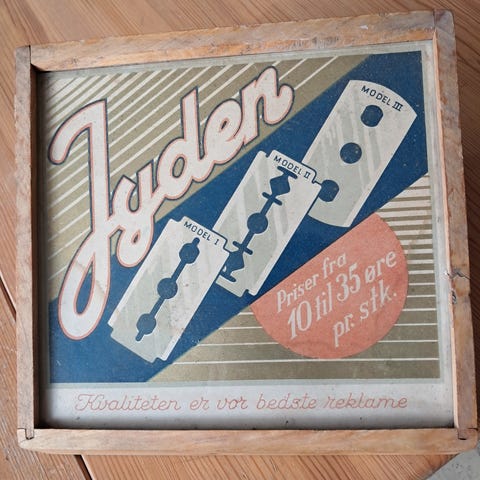 Jyden
MODEL III
MODEL II
MODEL I
Priser fra
10 til 35 øre
pr. stk.
Kvaliteten er vor bedste reklame